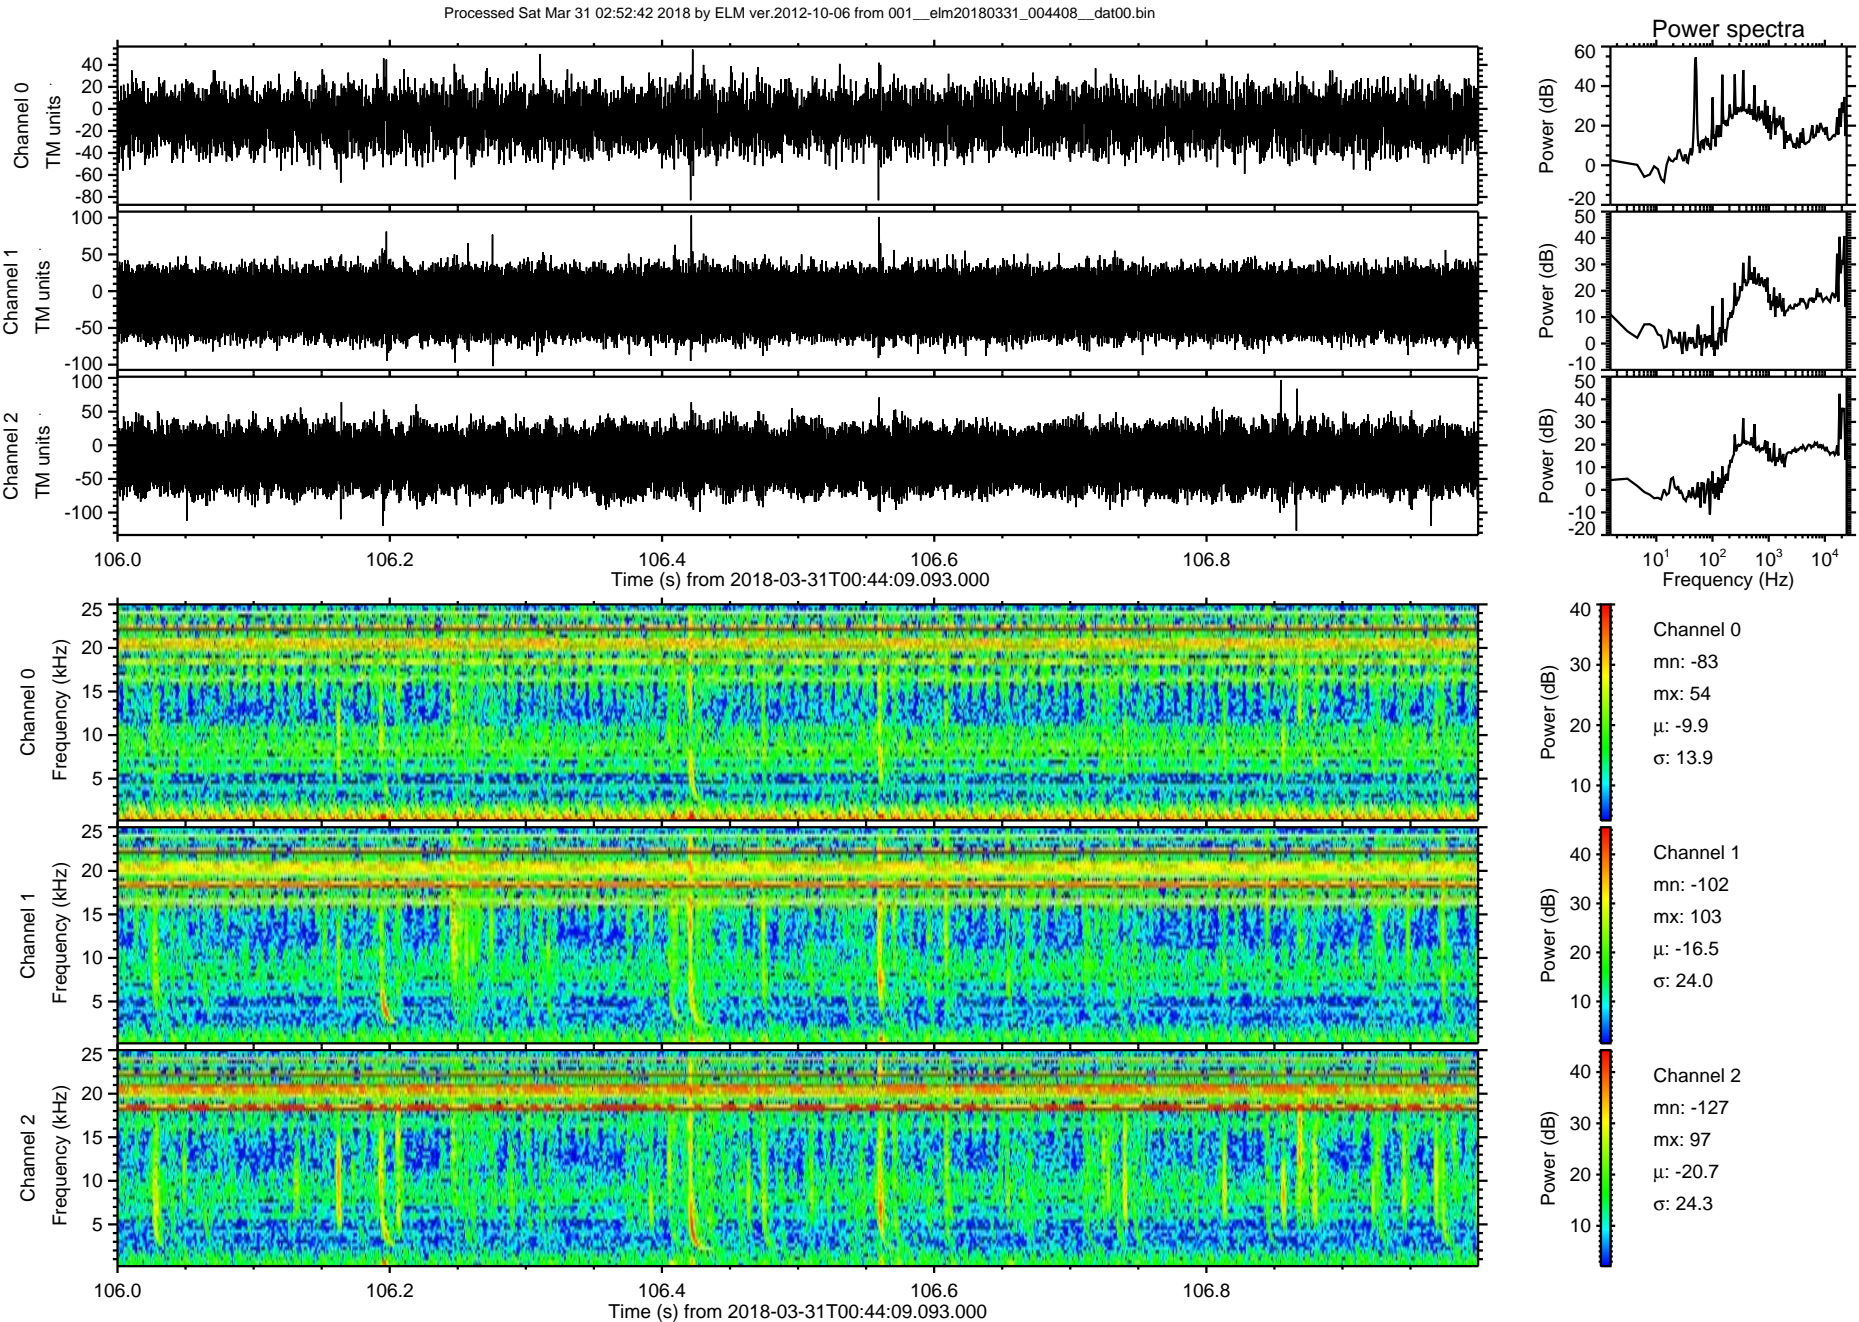 Processed Sat Mar 31 02:52:42 2018 by ELM ver.2012-10-06 from 001__elm20180331_004408__dat00.bin
Power spectra
Channel 0
TM units
40
20
0
-20
-40
-60
-80
Power (dB)
60
40
20
0
-20
Channel 1
TM units
100
50
0
-50
-100
Power (dB)
50
40
30
20
10
0
-10
Channel 2
TM units
100
50
0
-50
-100
Power (dB)
50
40
30
20
10
0
-10
-20
106.0 106.2 106.4 106.6 106.8
Time (s) from 2018-03-31T00:44:09.093.000
10¹ 10² 10³ 10⁴
Frequency (Hz)
Channel 0
Frequency (kHz)
25
20
15
10
5
Power (dB)
40
30
20
10
Channel 0
mn: -83
mx: 54
μ: -9.9
σ: 13.9
Channel 1
Frequency (kHz)
25
20
15
10
5
Power (dB)
40
30
20
10
Channel 1
mn: -102
mx: 103
μ: -16.5
σ: 24.0
Channel 2
Frequency (kHz)
25
20
15
10
5
Power (dB)
40
30
20
10
Channel 2
mn: -127
mx: 97
μ: -20.7
σ: 24.3
106.0 106.2 106.4 106.6 106.8
Time (s) from 2018-03-31T00:44:09.093.000